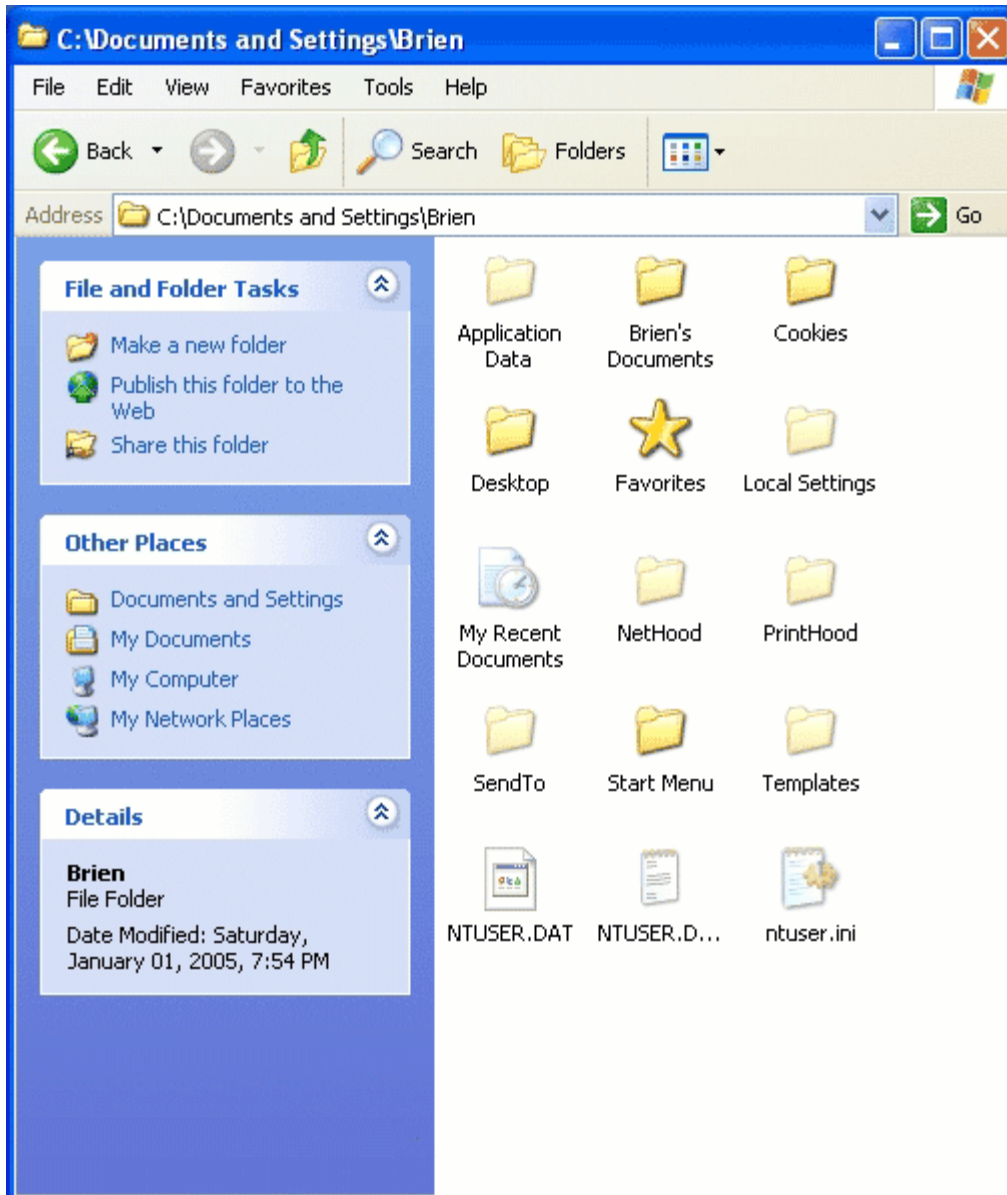 C:\Documents and Settings\Brien
File Edit View Favorites Tools Help
Back Search Folders
Address C:\Documents and Settings\Brien Go
File and Folder Tasks
Make a new folder
Publish this folder to the
Web
Share this folder
Other Places
Documents and Settings
My Documents
My Computer
My Network Places
Details
Brien
File Folder
Date Modified: Saturday,
January 01, 2005, 7:54 PM
Application
Data
Brien's
Documents
Cookies
Desktop
Favorites
Local Settings
My Recent
Documents
NetHood
PrintHood
SendTo
Start Menu
Templates
NTUSER.DAT
NTUSER.D...
ntuser.ini